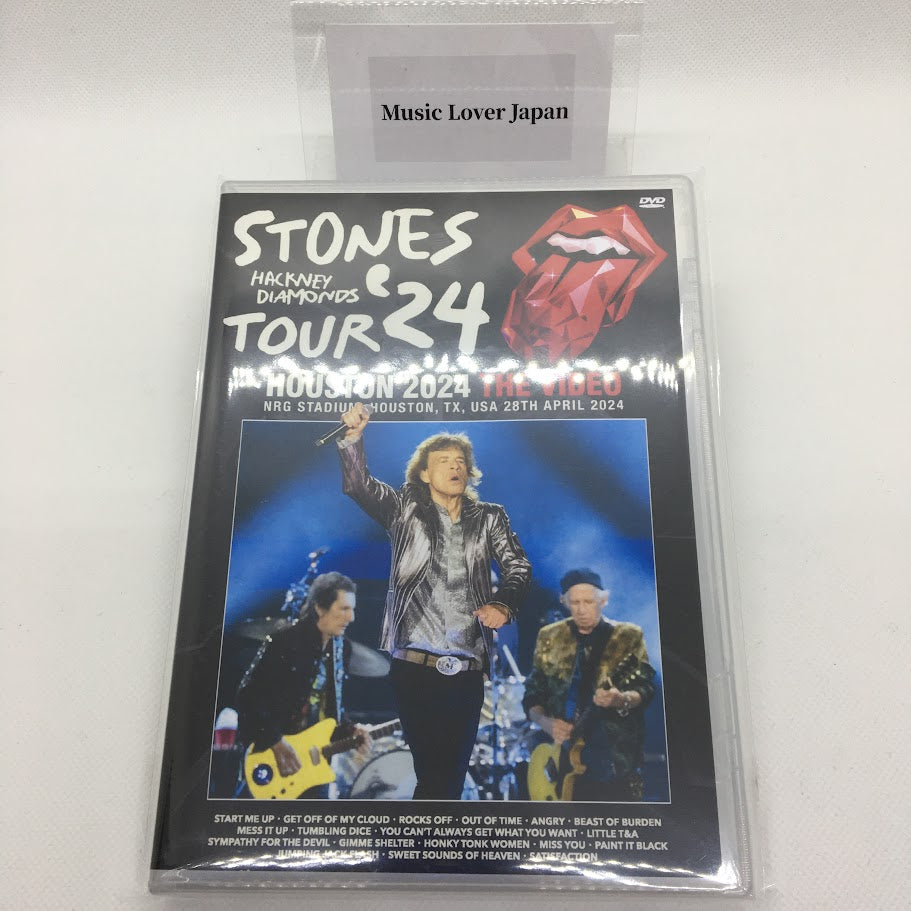 Music Lover Japan
DVD
STONES
HACKNEY
DIAMONDS
TOUR '24
HOUSTON 2024 THE VIDEO
NRG STADIUM, HOUSTON, TX, USA 28TH APRIL 2024
START ME UP · GET OFF OF MY CLOUD · ROCKS OFF · OUT OF TIME · ANGRY · BEAST OF BURDEN
MESS IT UP · TUMBLING DICE · YOU CAN'T ALWAYS GET WHAT YOU WANT · LITTLE T&A
SYMPATHY FOR THE DEVIL · GIMME SHELTER · HONKY TONK WOMEN · MISS YOU · PAINT IT BLACK
JUMPING JACK FLASH · SWEET SOUNDS OF HEAVEN · SATISFACTION